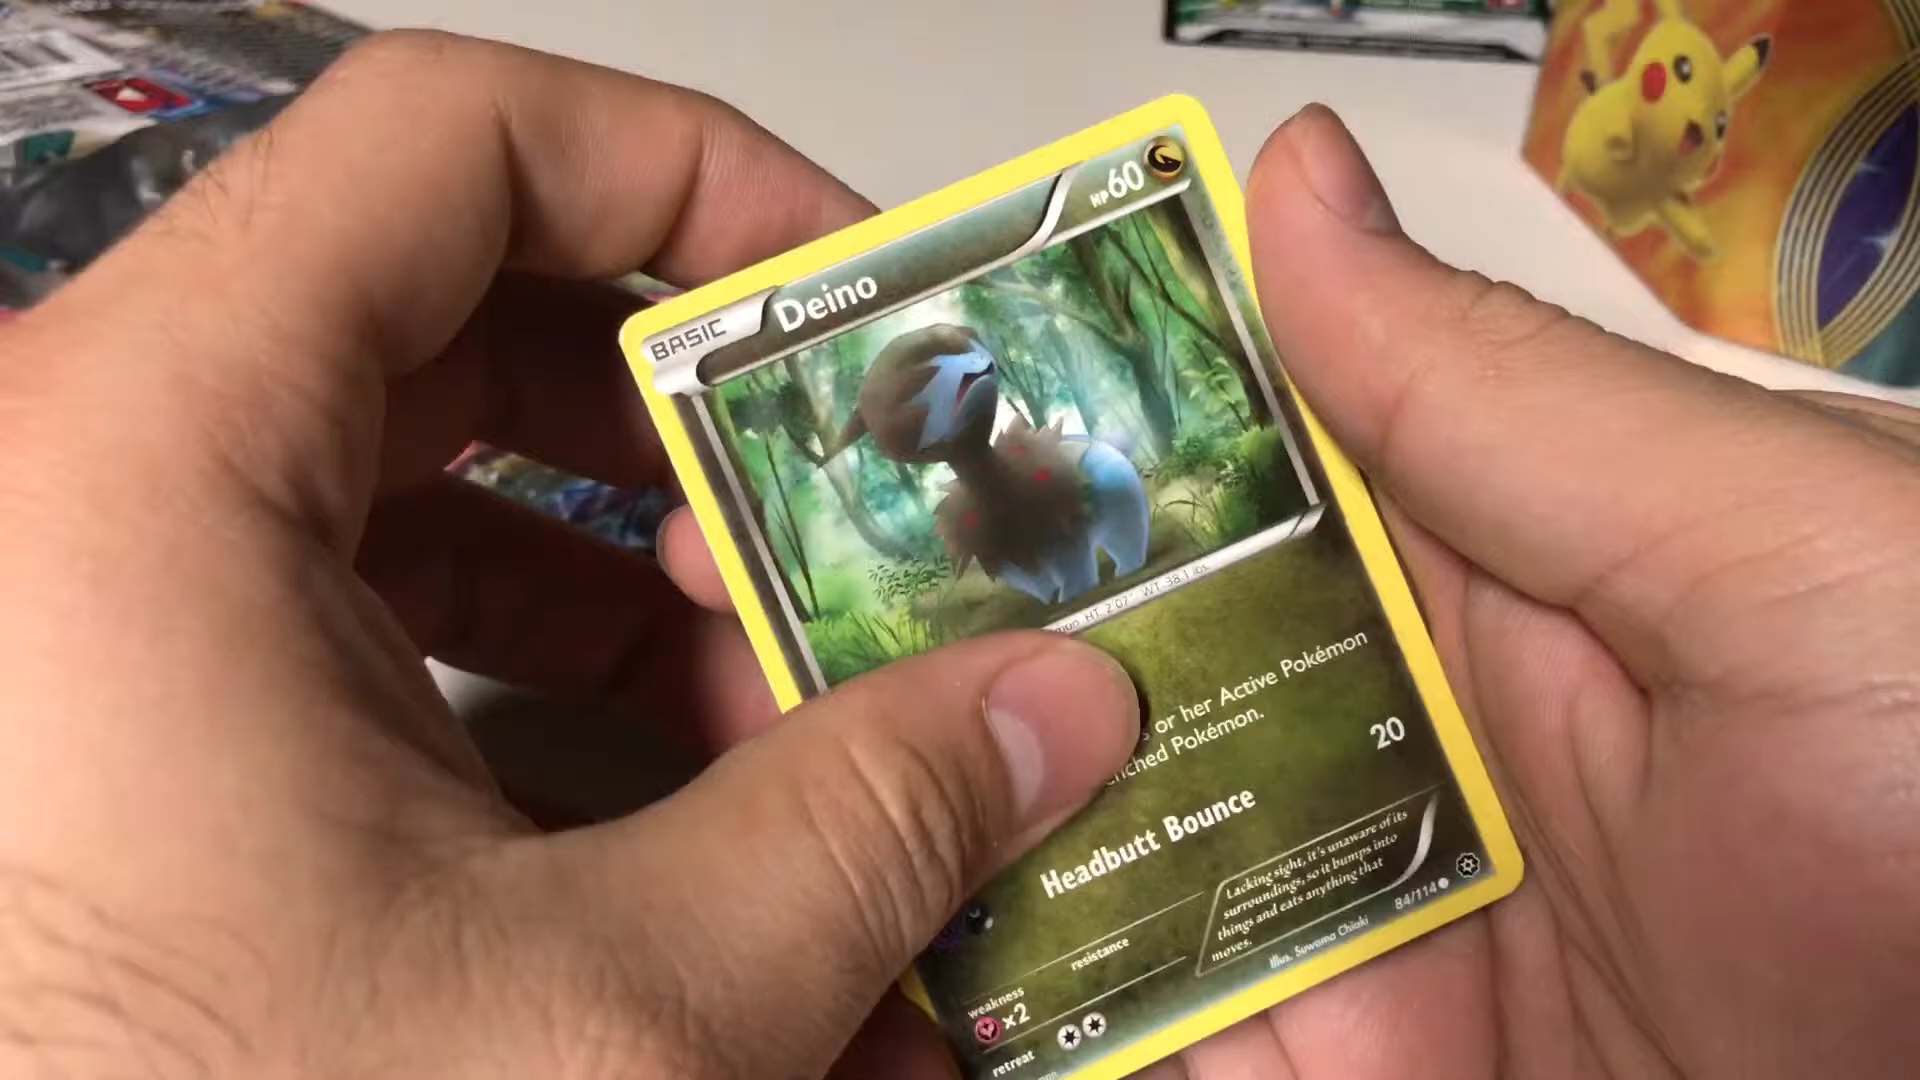 BASIC
Deino
HP60
HT. 2'07" WT. 38.1 lbs.
or her Active Pokémon
Pokémon.
Headbutt Bounce 20
weakness
×2
resistance
retreat
Lacking sight, it's unaware of its
surroundings, so it bumps into
things and eats anything that
moves.
Illus. Suwama Chiaki
84/114